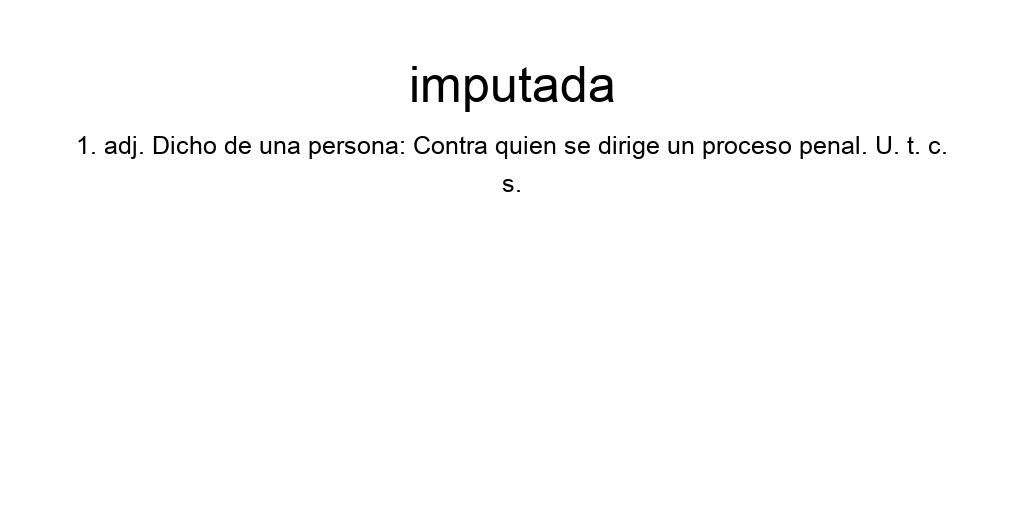 imputada
1. adj. Dicho de una persona: Contra quien se dirige un proceso penal. U. t. c.
s.